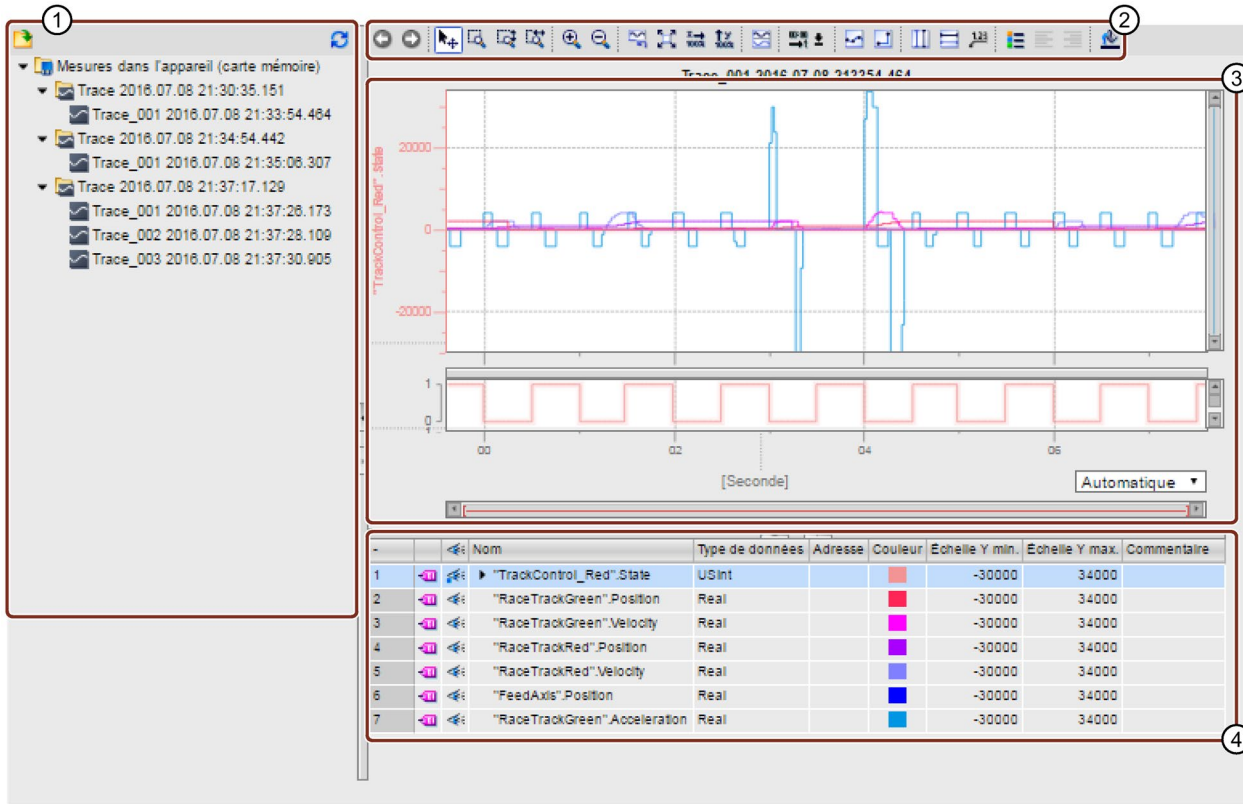 1
2
Mesures dans l'appareil (carte mémoire)
Trace 2016.07.08 21:30:35.151
Trace_001 2016.07.08 21:33:54.464
Trace 2016.07.08 21:34:54.442
Trace_001 2016.07.08 21:35:06.307
Trace 2016.07.08 21:37:17.129
Trace_001 2016.07.08 21:37:26.173
Trace_002 2016.07.08 21:37:28.109
Trace_003 2016.07.08 21:37:30.905
Trace_001 2016.07.08 213354.464
3
"TrackControl_Red".State
20000
0
-20000
1
0
1
00 02 04 06
[Seconde]
Automatique
- Nom Type de données Adresse Couleur Échelle Y min. Échelle Y max. Commentaire
1 "TrackControl_Red".State USInt -30000 34000
2 "RaceTrackGreen".Position Real -30000 34000
3 "RaceTrackGreen".Velocity Real -30000 34000
4 "RaceTrackRed".Position Real -30000 34000
5 "RaceTrackRed".Velocity Real -30000 34000
6 "FeedAxis".Position Real -30000 34000
7 "RaceTrackGreen".Acceleration Real -30000 34000
4